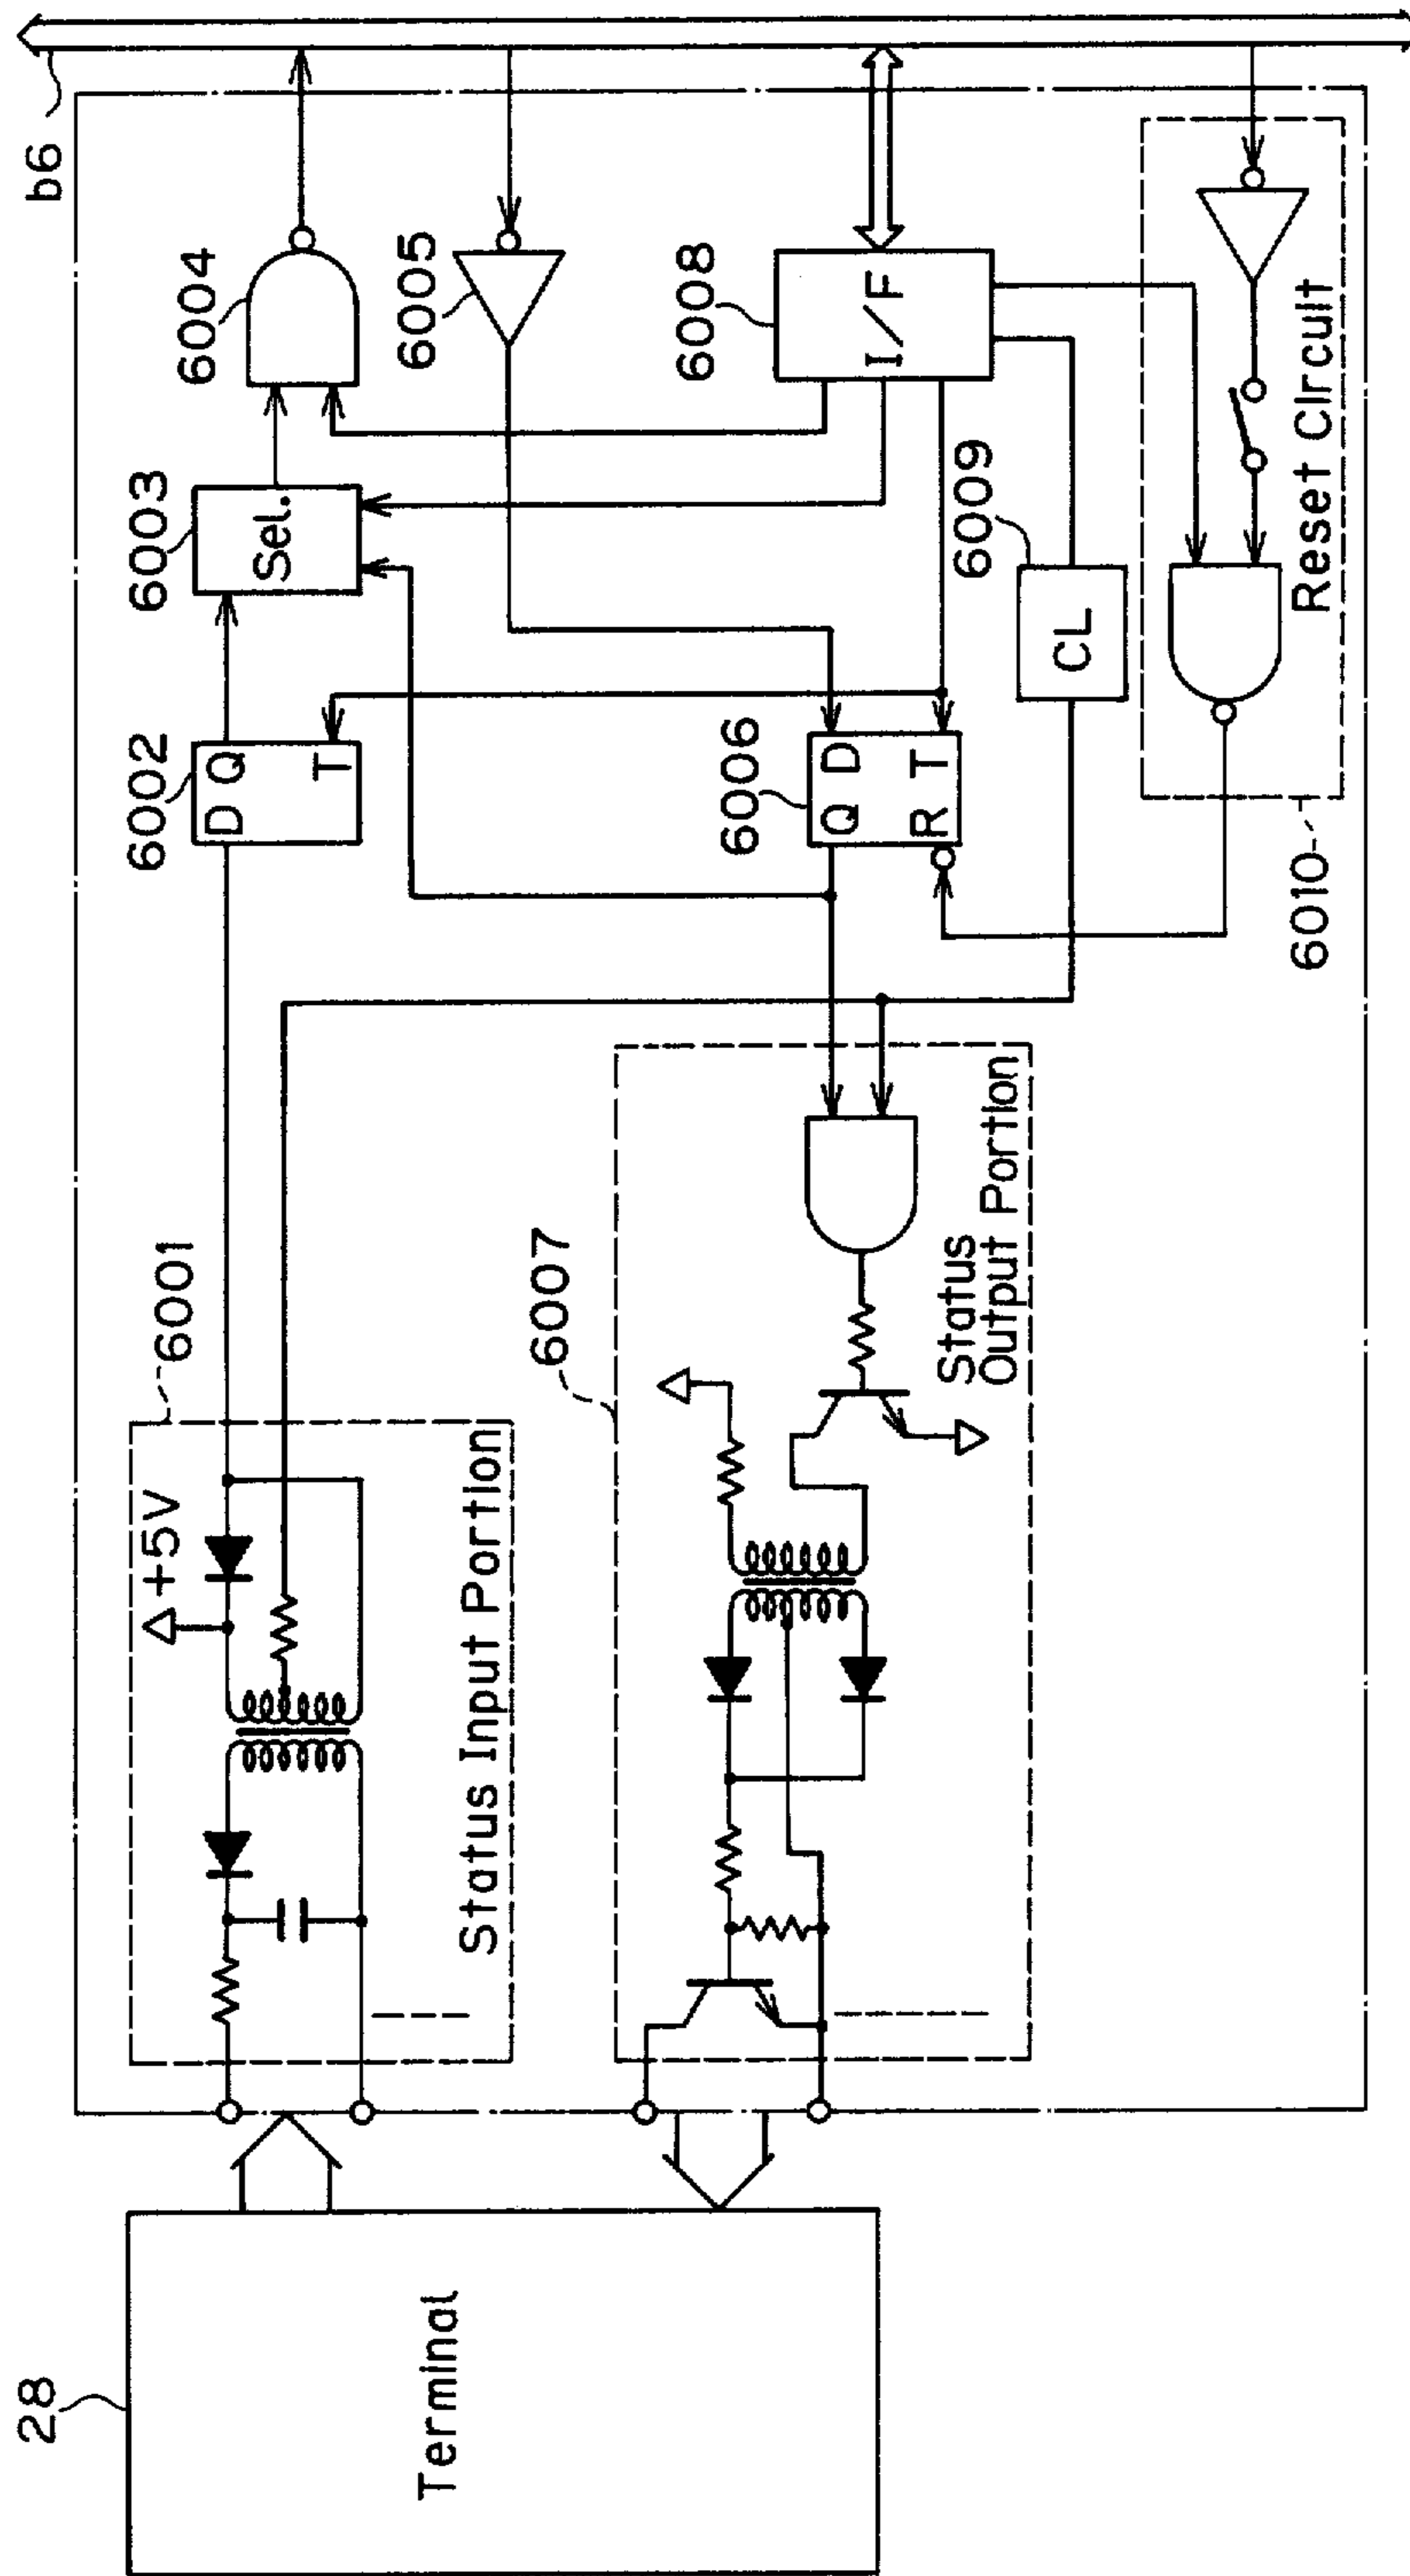 28
Terminal
6001
+5V
Status Input Portion
6007
Status
Output Portion
6002
D Q
T
6003
Sel.
6004
6005
6006
Q D
R T
6008
I/F
6009
CL
6010
Reset CIrcuIt
b6